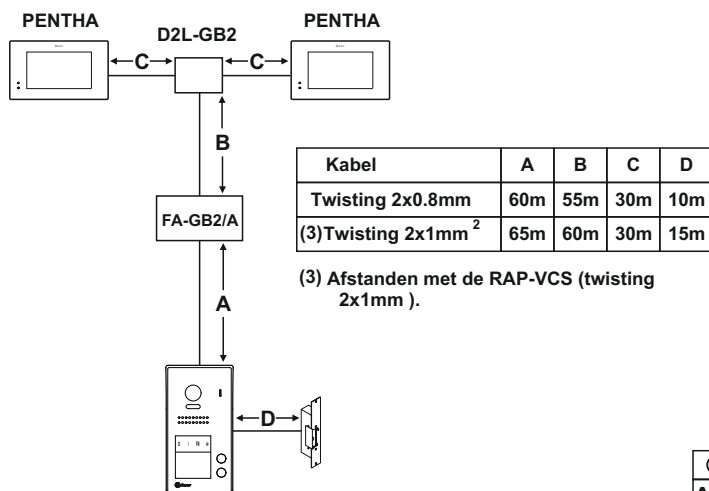 PENTHA
D2L-GB2
PENTHA
C
C
B
FA-GB2/A
A
D
Kabel A B C D
Twisting 2x0.8mm 60m 55m 30m 10m
(3)Twisting 2x1mm² 65m 60m 30m 15m
(3) Afstanden met de RAP-VCS (twisting
2x1mm ).